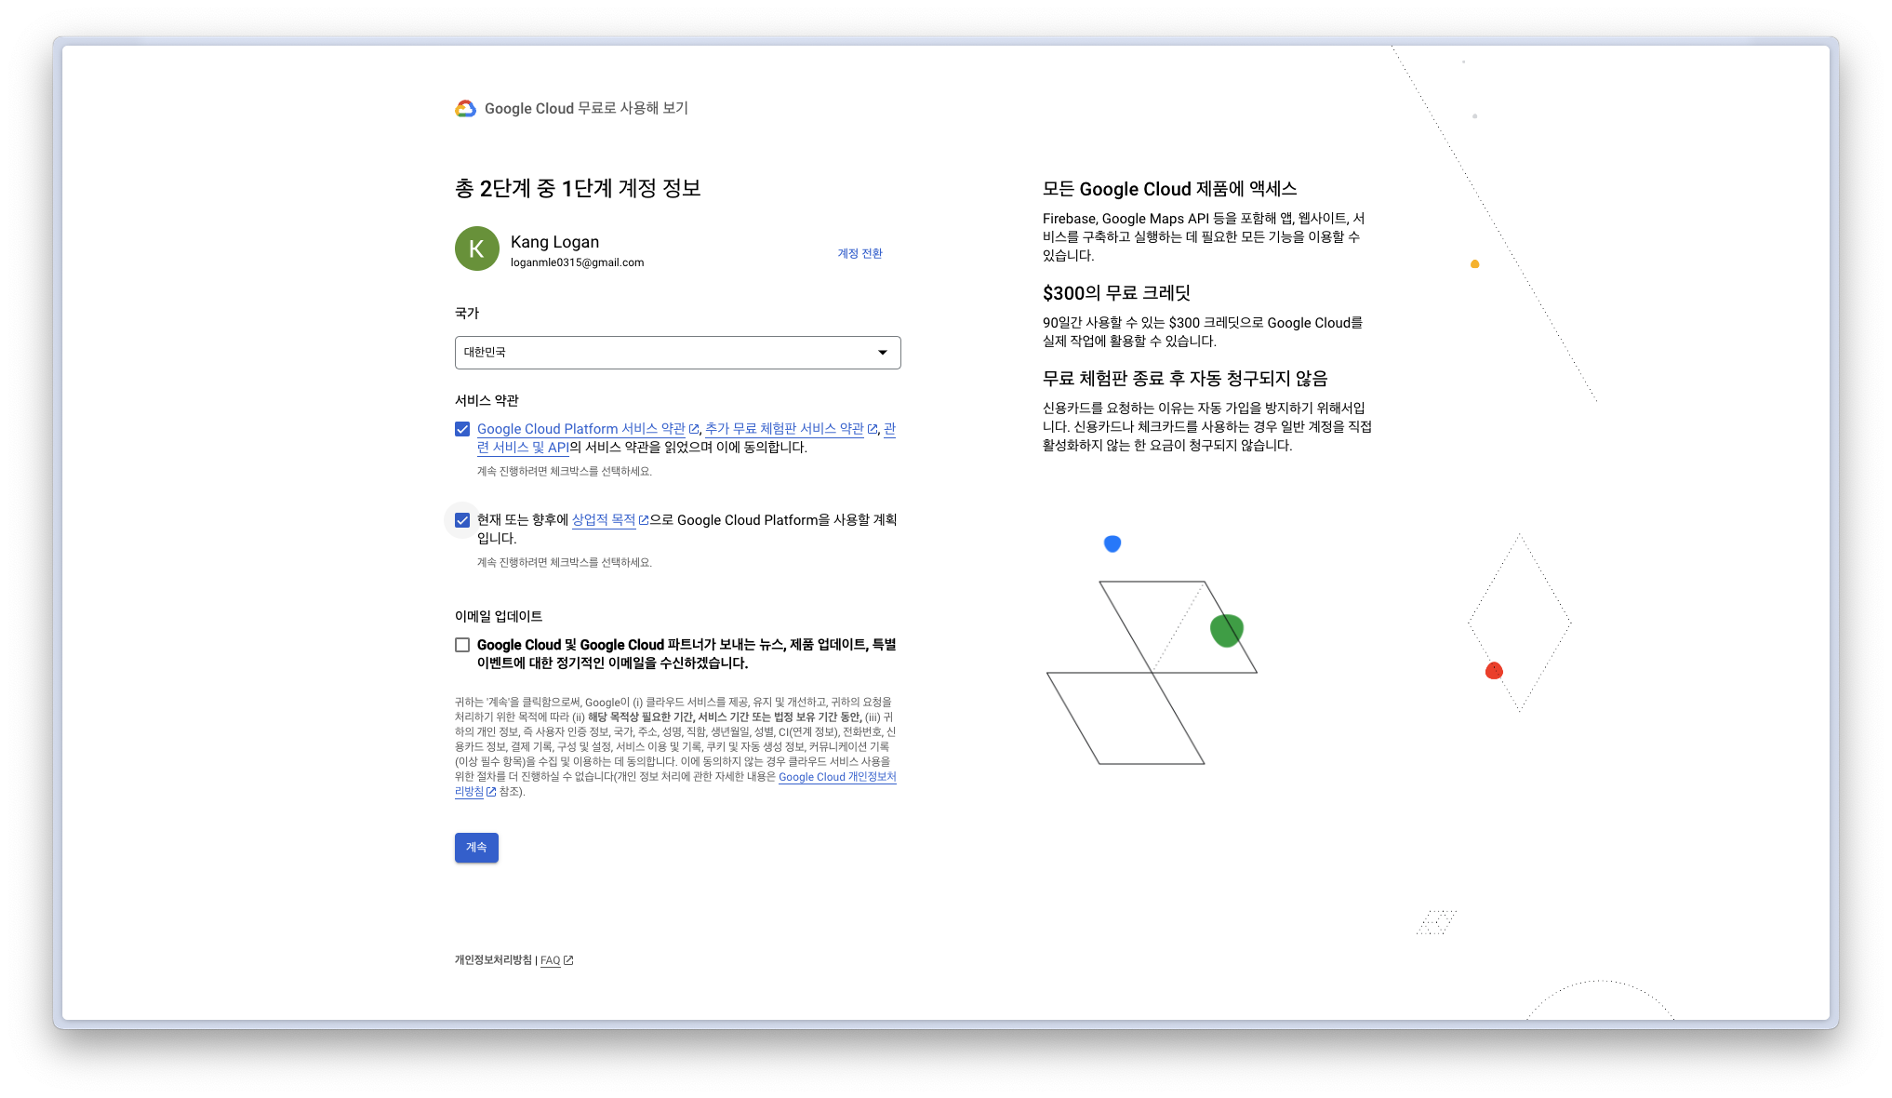 Google Cloud 무료로 사용해 보기
총 2단계 중 1단계 계정 정보
K
Kang Logan
loganmle0315@gmail.com
계정 전환
국가
대한민국
서비스 약관
Google Cloud Platform 서비스 약관, 추가 무료 체험판 서비스 약관, 관
련 서비스 및 API의 서비스 약관을 읽었으며 이에 동의합니다.
계속 진행하려면 체크박스를 선택하세요.
현재 또는 향후에 상업적 목적으로 Google Cloud Platform을 사용할 계획
입니다.
계속 진행하려면 체크박스를 선택하세요.
이메일 업데이트
Google Cloud 및 Google Cloud 파트너가 보내는 뉴스, 제품 업데이트, 특별
이벤트에 대한 정기적인 이메일을 수신하겠습니다.
귀하는 '계속'을 클릭함으로써, Google이 (i) 클라우드 서비스를 제공, 유지 및 개선하고, 귀하의 요청을
처리하기 위한 목적에 따라 (ii) 해당 목적상 필요한 기간, 서비스 기간 또는 법정 보유 기간 동안, (iii) 귀
하의 개인 정보, 즉 사용자 인증 정보, 국가, 주소, 성명, 직함, 생년월일, 성별, CI(연계 정보), 전화번호, 신
용카드 정보, 결제 기록, 구성 및 설정, 서비스 이용 및 기록, 쿠키 및 자동 생성 정보, 커뮤니케이션 기록
(이상 필수 항목)을 수집 및 이용하는 데 동의합니다. 이에 동의하지 않는 경우 클라우드 서비스 사용을
위한 절차를 더 진행하실 수 없습니다(개인 정보 처리에 관한 자세한 내용은 Google Cloud 개인정보처
리방침 참조).
계속
개인정보처리방침 | FAQ
모든 Google Cloud 제품에 액세스
Firebase, Google Maps API 등을 포함해 앱, 웹사이트, 서
비스를 구축하고 실행하는 데 필요한 모든 기능을 이용할 수
있습니다.
$300의 무료 크레딧
90일간 사용할 수 있는 $300 크레딧으로 Google Cloud를
실제 작업에 활용할 수 있습니다.
무료 체험판 종료 후 자동 청구되지 않음
신용카드를 요청하는 이유는 자동 가입을 방지하기 위해서입
니다. 신용카드나 체크카드를 사용하는 경우 일반 계정을 직접
활성화하지 않는 한 요금이 청구되지 않습니다.